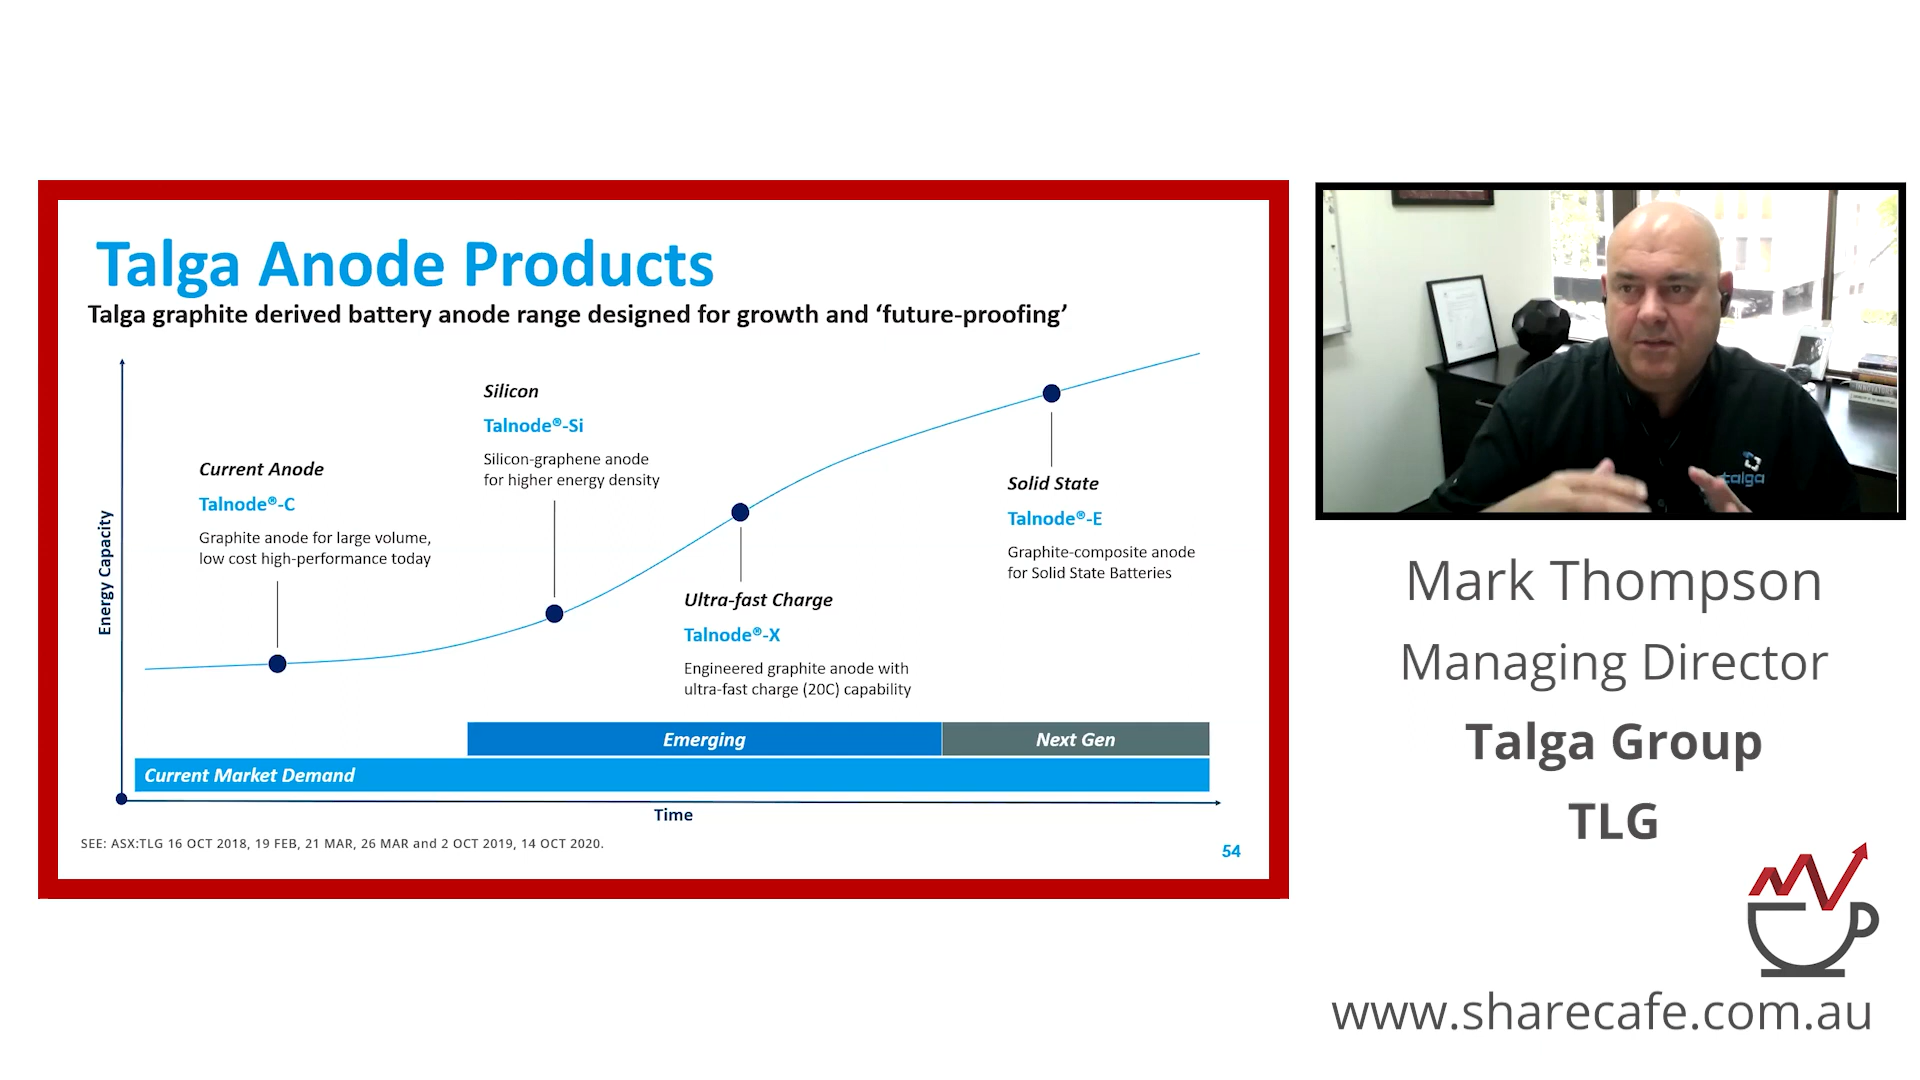 Talga Anode Products
Talga graphite derived battery anode range designed for growth and ‘future-proofing’
Energy Capacity
Current Anode
Talnode®-C
Graphite anode for large volume,
low cost high-performance today
Silicon
Talnode®-Si
Silicon-graphene anode
for higher energy density
Ultra-fast Charge
Talnode®-X
Engineered graphite anode with
ultra-fast charge (20C) capability
Solid State
Talnode®-E
Graphite-composite anode
for Solid State Batteries
Emerging
Next Gen
Current Market Demand
Time
SEE: ASX:TLG 16 OCT 2018, 19 FEB, 21 MAR, 26 MAR and 2 OCT 2019, 14 OCT 2020.
54
talga
Mark Thompson
Managing Director
Talga Group
TLG
www.sharecafe.com.au